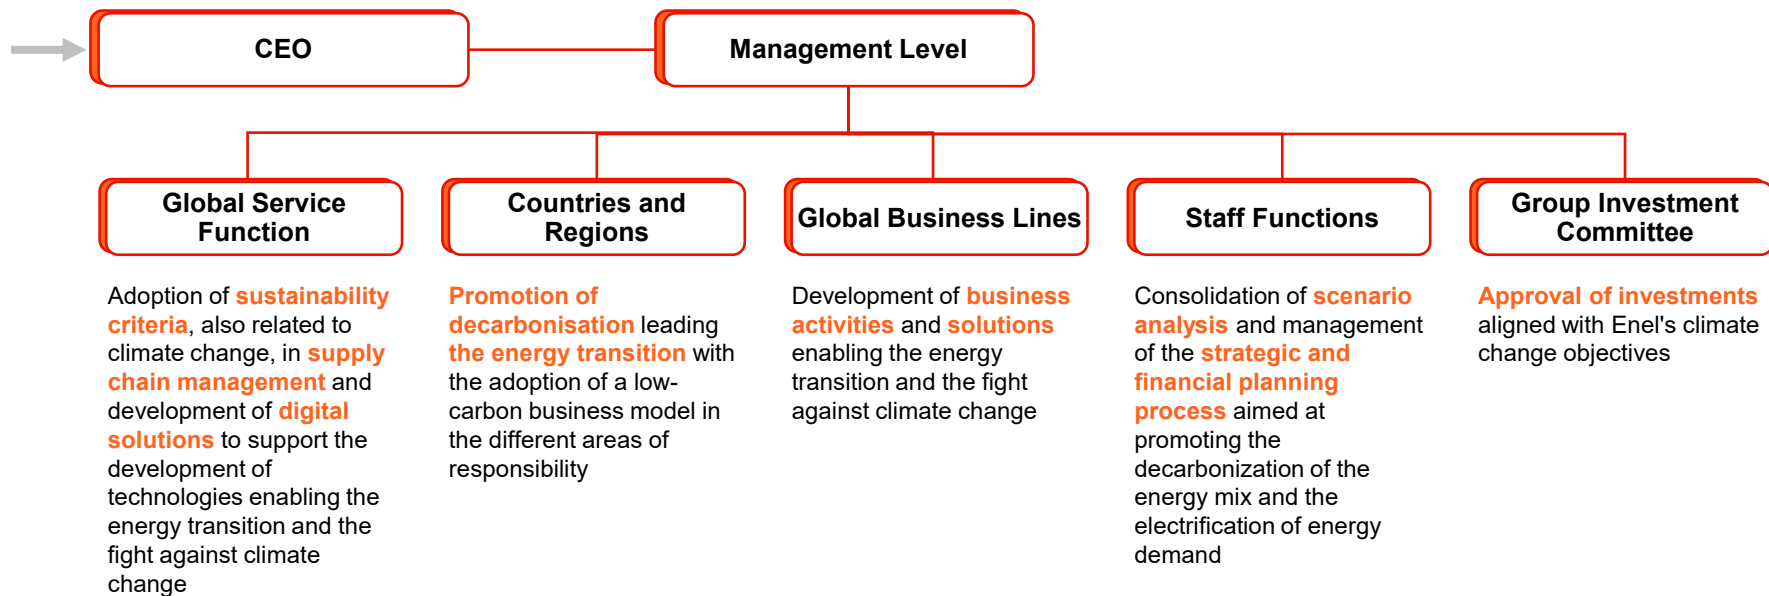 CEO
Management Level
Global Service
Function
Countries and
Regions
Global Business Lines
Staff Functions
Group Investment
Committee
Adoption of sustainability
criteria, also related to
climate change, in supply
chain management and
development of digital
solutions to support the
development of
technologies enabling the
energy transition and the
fight against climate
change
Promotion of
decarbonisation leading
the energy transition with
the adoption of a low-
carbon business model in
the different areas of
responsibility
Development of business
activities and solutions
enabling the energy
transition and the fight
against climate change
Consolidation of scenario
analysis and management
of the strategic and
financial planning
process aimed at
promoting the
decarbonization of the
energy mix and the
electrification of energy
demand
Approval of investments
aligned with Enel's climate
change objectives